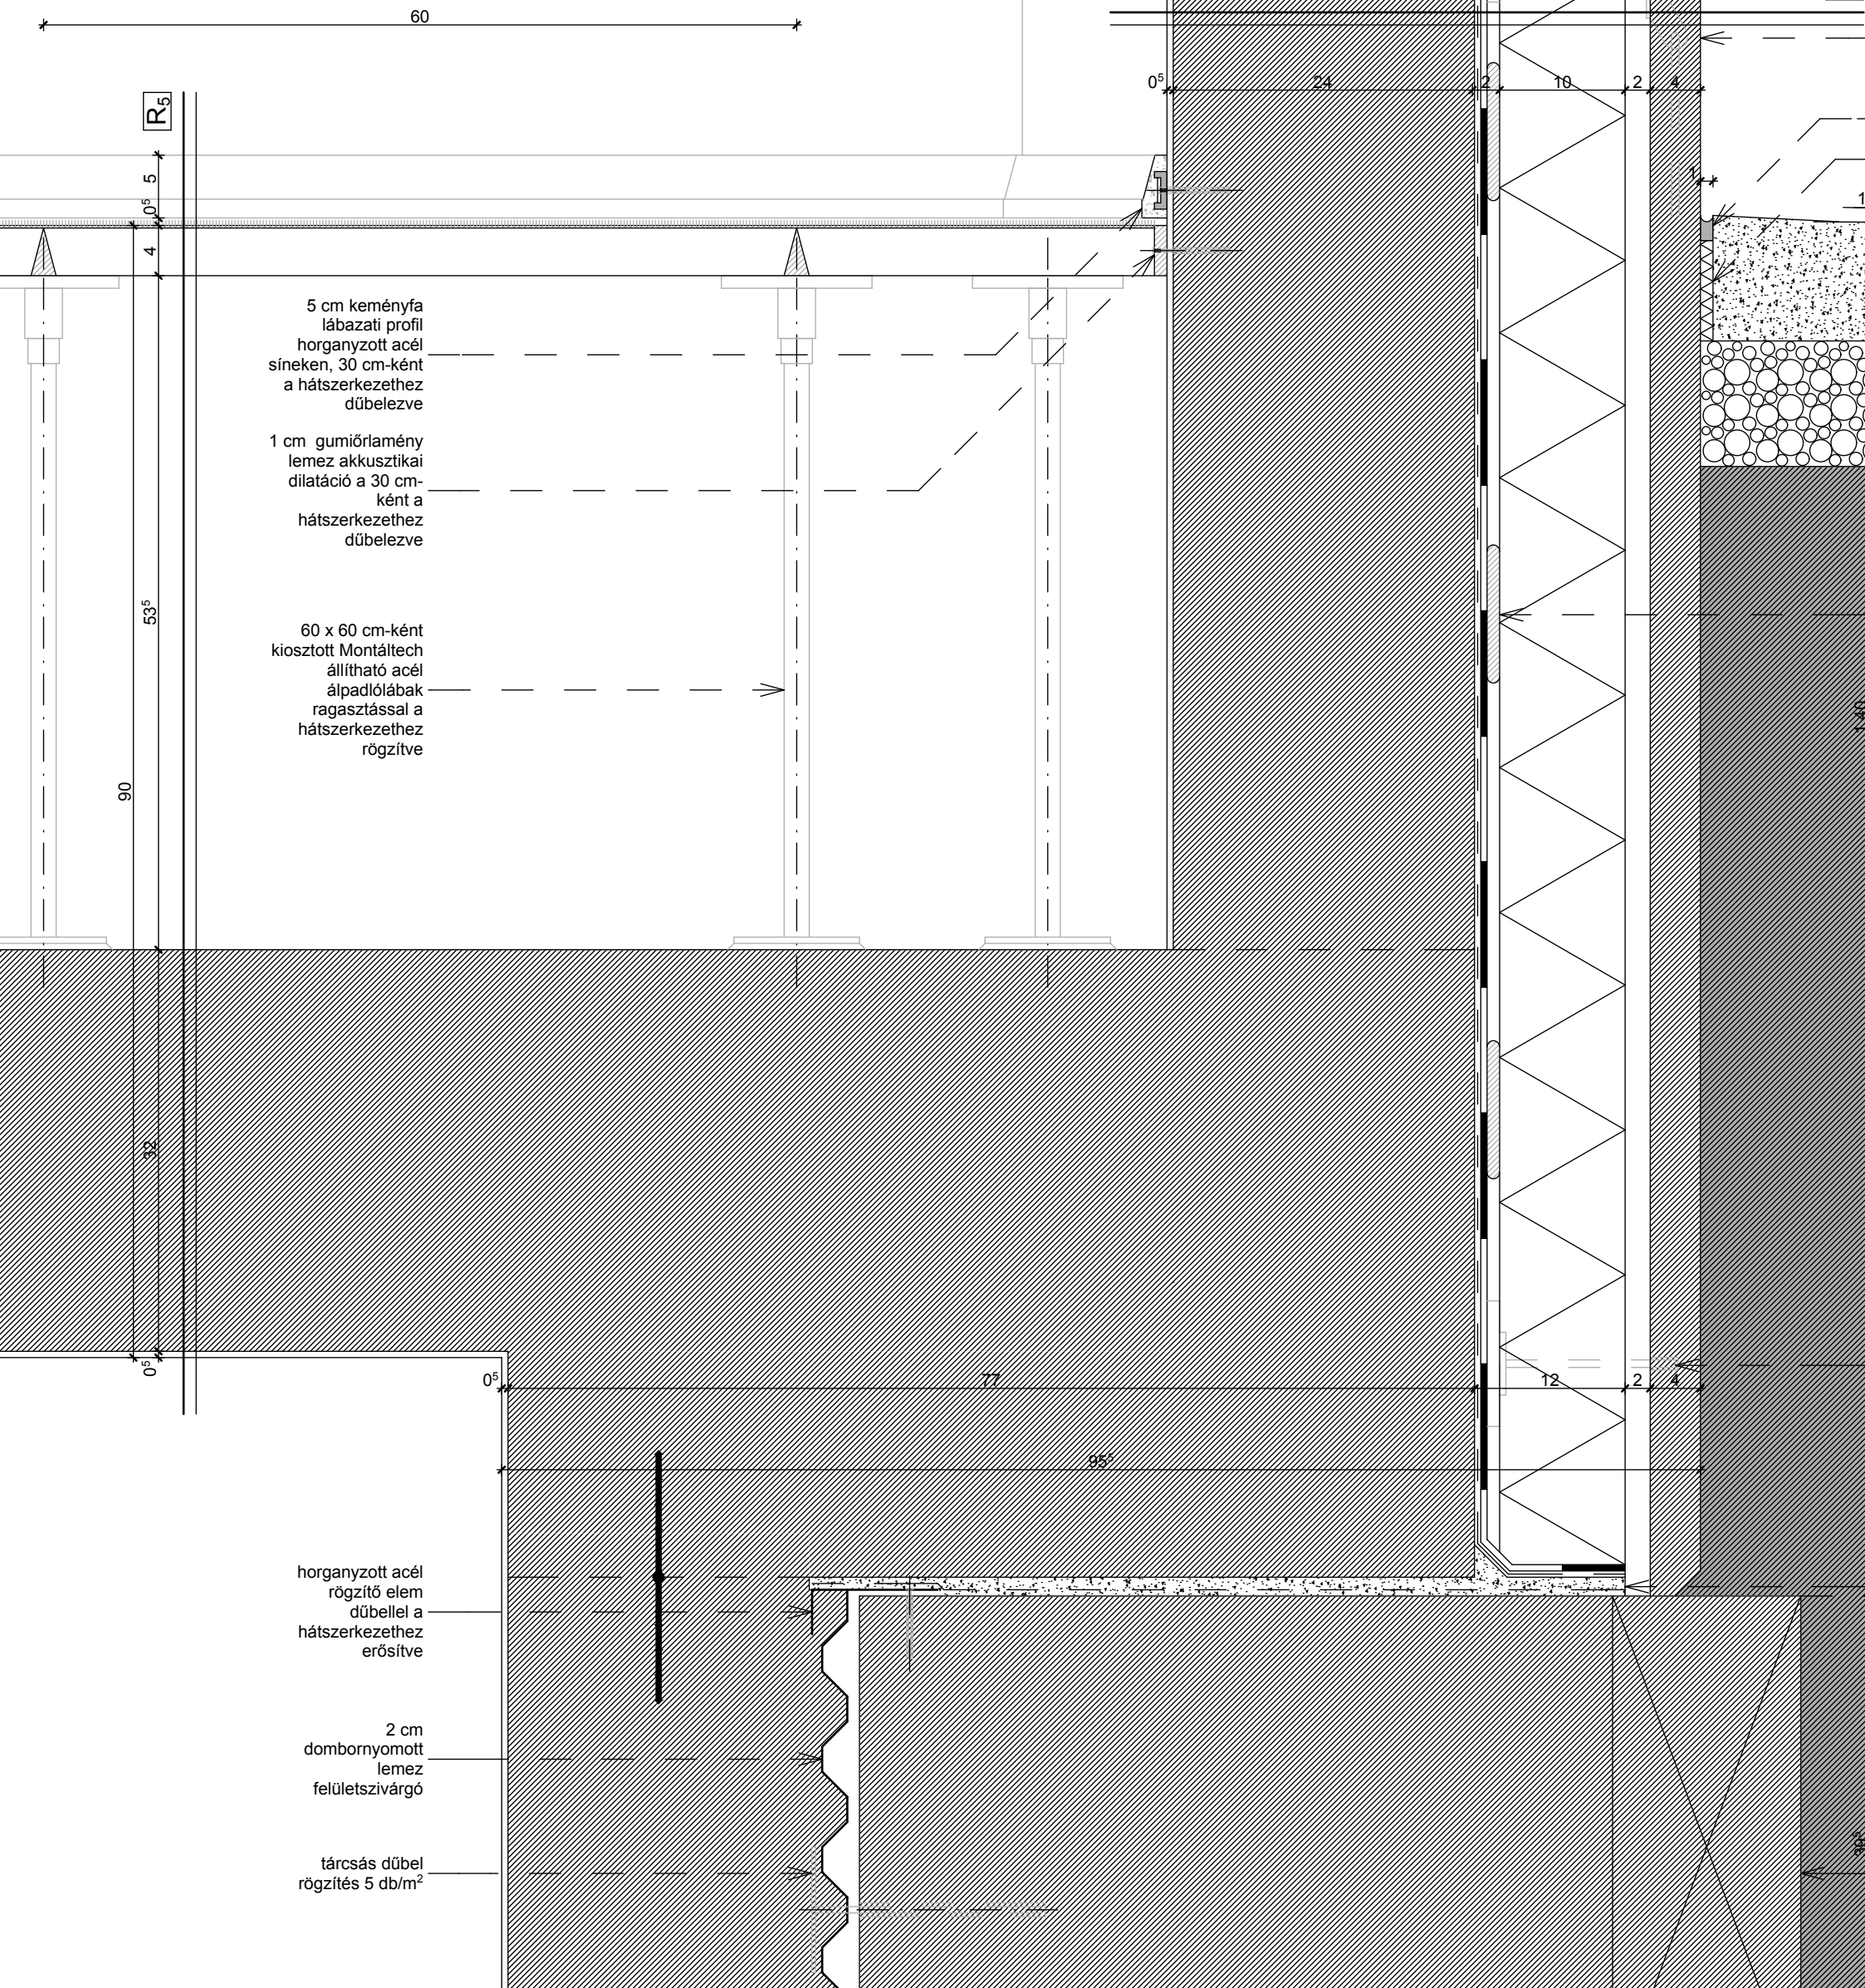 60
0⁵
24
2
10
2
4
R5
5
0⁵
4
1
1
5 cm keményfa
lábazati profil
horganyzott acél
síneken, 30 cm-ként
a hátszerkezethez
dűbelezve
1 cm gumiőrlamény
lemez akkusztikai
dilatáció a 30 cm-
ként a
hátszerkezethez
dűbelezve
53⁵
60 x 60 cm-ként
kiosztott Montáltech
állítható acél
álpadlólábak
ragasztással a
hátszerkezethez
rögzítve
140
90
32
0⁵
0⁵
77
12
2
4
95⁵
horganyzott acél
rögzítő elem
dűbellel a
hátszerkezethez
erősítve
2 cm
dombornyomott
lemez
felületszivárgó
tárcsás dűbel
rögzítés 5 db/m²